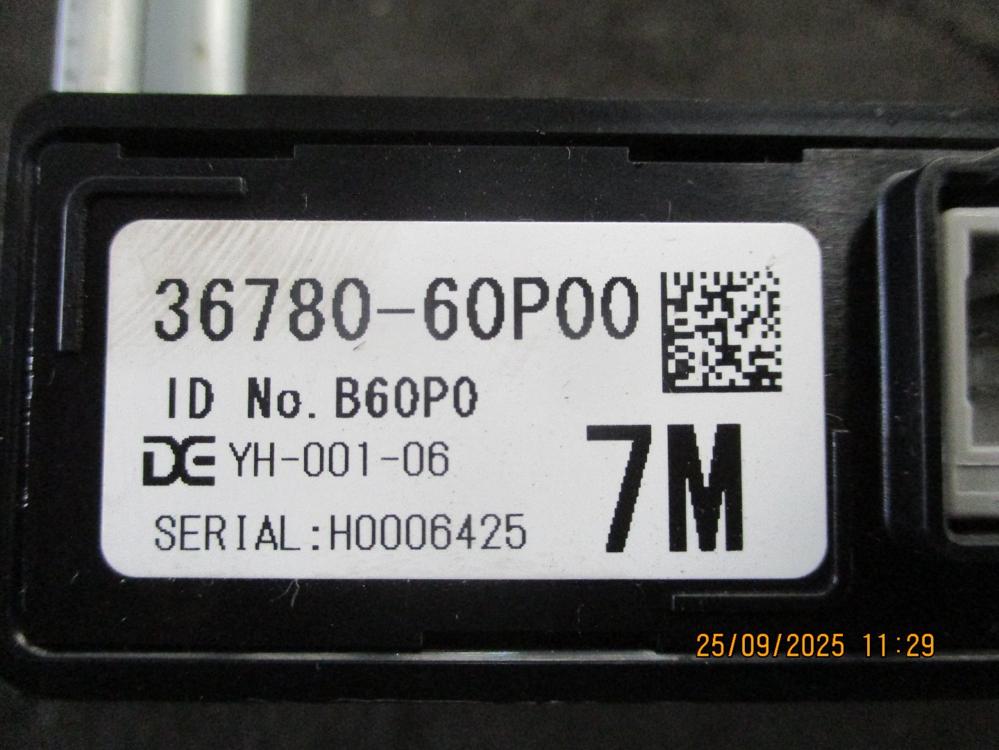 36780-60P00
ID No. B60P0
DE YH-001-06
7M
SERIAL:H0006425
25/09/2025 11:29